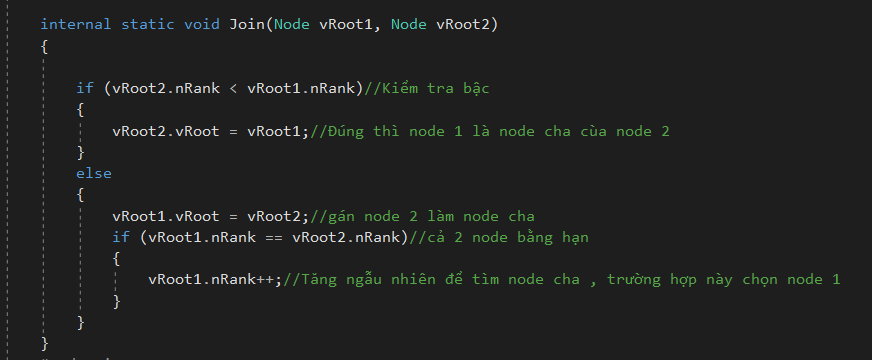 internal static void Join(Node vRoot1, Node vRoot2)
{
if (vRoot2.nRank < vRoot1.nRank)//Kiểm tra bậc
{
vRoot2.vRoot = vRoot1;//Đúng thì node 1 là node cha cùa node 2
}
else
{
vRoot1.vRoot = vRoot2;//gán node 2 làm node cha
if (vRoot1.nRank == vRoot2.nRank)//cả 2 node bằng hạn
{
vRoot1.nRank++;//Tăng ngẫu nhiên để tìm node cha , trường hợp này chọn node 1
}
}
}